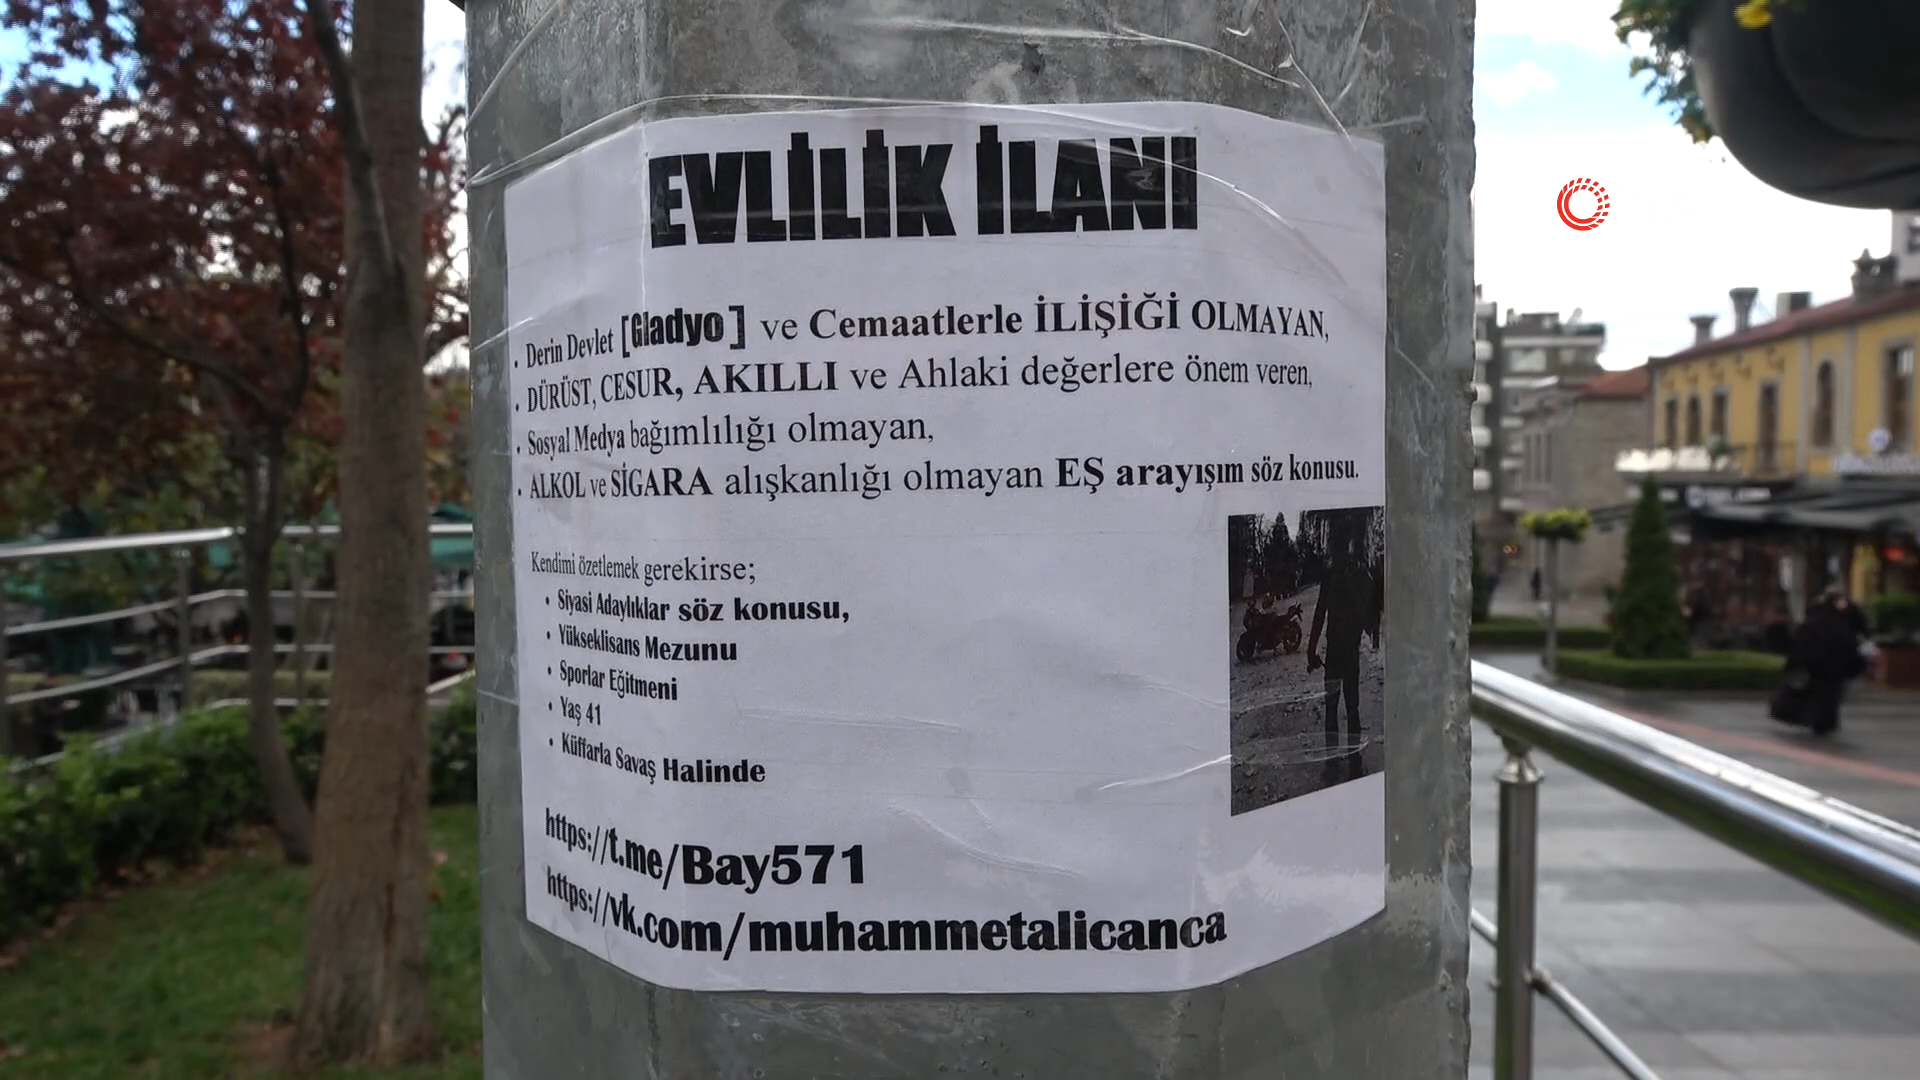 EVLİLİK İLANI
. Derin Devlet [Gladyo] ve Cemaatlerle İLİŞİĞİ OLMAYAN,
. DÜRÜST, CESUR, AKILLI ve Ahlaki değerlere önem veren,
. Sosyal Medya bağımlılığı olmayan,
. ALKOL ve SİGARA alışkanlığı olmayan EŞ arayışım söz konusu.
Kendimi özetlemek gerekirse;
• Siyasi Adaylıklar söz konusu,
• Yükseklisans Mezunu
• Sporlar Eğitmeni
• Yaş 41
• Küffarla Savaş Halinde
https://t.me/Bay571
https://vk.com/muhammetalicanca